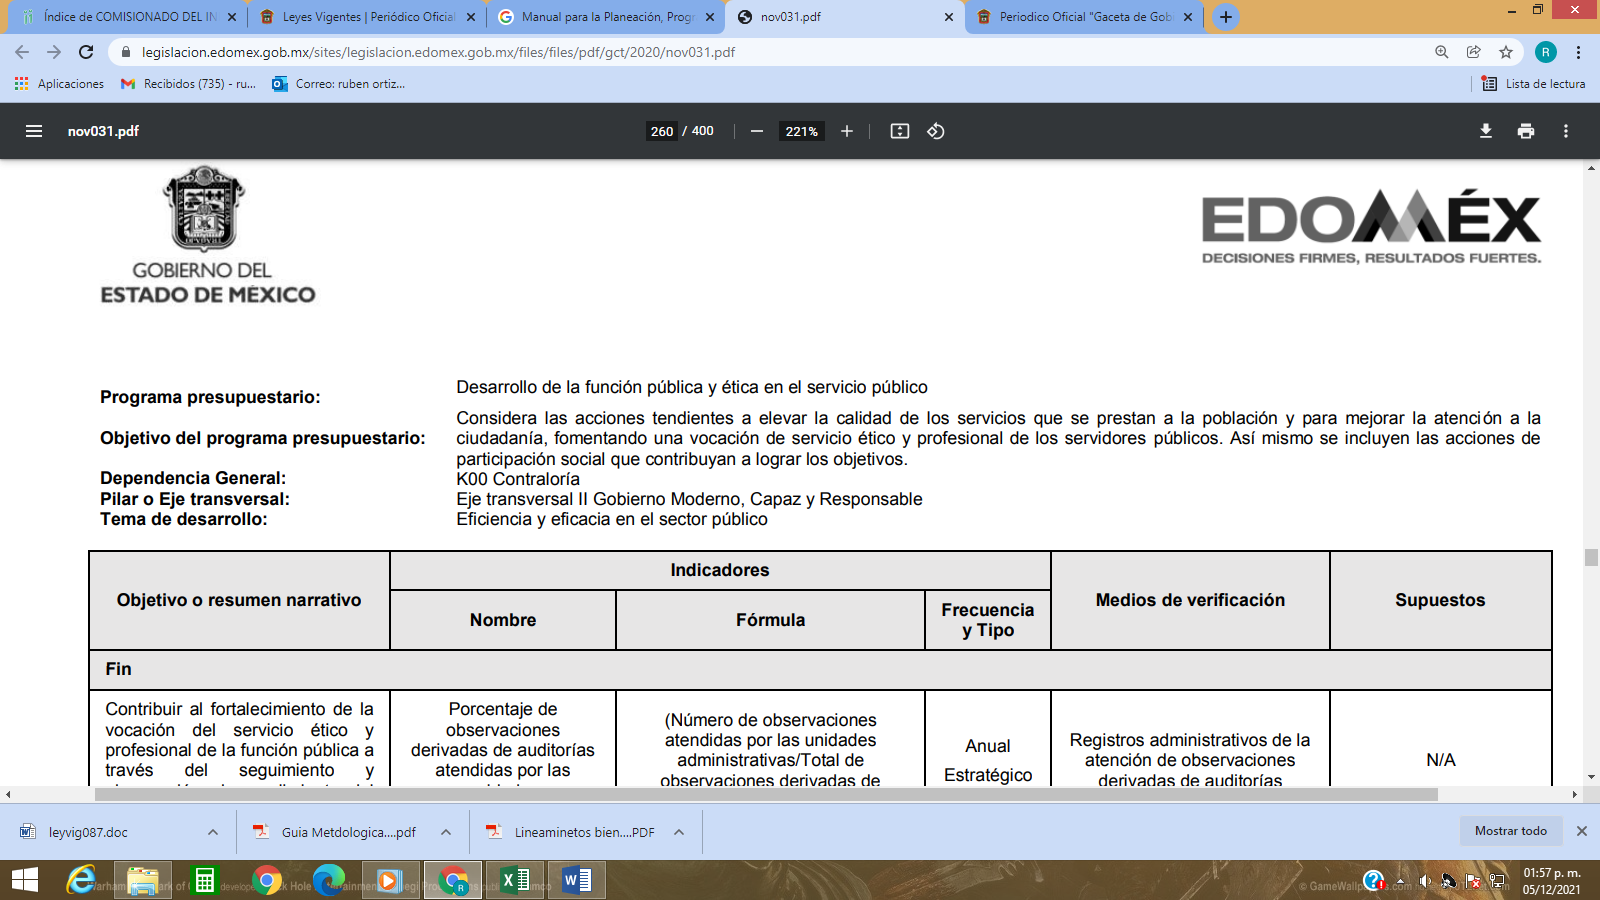 Índice de COMISIONADO DEL IN
Leyes Vigentes | Periódico Oficial
Manual para la Planeación, Progr
nov031.pdf
Periodico Oficial "Gaceta de Gob
legislacion.edomex.gob.mx/sites/legislacion.edomex.gob.mx/files/files/pdf/gct/2020/nov031.pdf
R
Aplicaciones
Recibidos (735) - ru...
Correo: ruben ortiz...
Lista de lectura
nov031.pdf
260 / 400
221%
GOBIERNO DEL
ESTADO DE MÉXICO
EDOMÉX
DECISIONES FIRMES, RESULTADOS FUERTES.
Programa presupuestario: Desarrollo de la función pública y ética en el servicio público
Objetivo del programa presupuestario: Considera las acciones tendientes a elevar la calidad de los servicios que se prestan a la población y para mejorar la atención a la
ciudadanía, fomentando una vocación de servicio ético y profesional de los servidores públicos. Así mismo se incluyen las acciones de
participación social que contribuyan a lograr los objetivos.
Dependencia General: K00 Contraloría
Pilar o Eje transversal: Eje transversal II Gobierno Moderno, Capaz y Responsable
Tema de desarrollo: Eficiencia y eficacia en el sector público
Objetivo o resumen narrativo
Indicadores
Nombre
Fórmula
Frecuencia
y Tipo
Medios de verificación
Supuestos
Fin
Contribuir al fortalecimiento de la
vocación del servicio ético y
profesional de la función pública a
través del seguimiento y
Porcentaje de
observaciones
derivadas de auditorías
atendidas por las
(Número de observaciones
atendidas por las unidades
administrativas/Total de
observaciones derivadas de
Anual
Estratégico
Registros administrativos de la
atención de observaciones
derivadas de auditorías
N/A
leyvig087.doc
Guia Metdologica....pdf
Lineaminetos bien....PDF
Mostrar todo
01:57 p. m.
05/12/2021